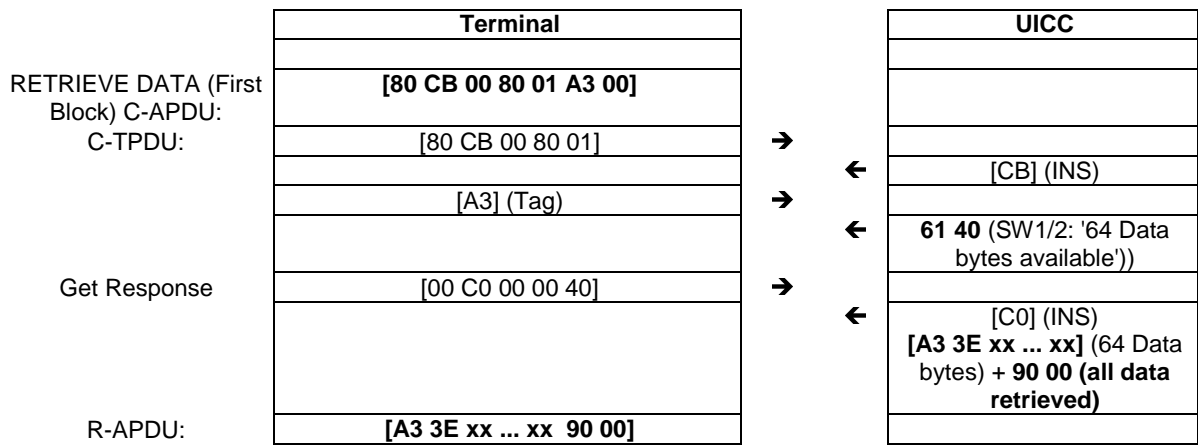 Terminal UICC
RETRIEVE DATA (First [80 CB 00 80 01 A3 00]
Block) C-APDU:
C-TPDU: [80 CB 00 80 01] ➔
🡨 [CB] (INS)
[A3] (Tag) ➔
🡨 61 40 (SW1/2: '64 Data
bytes available'))
Get Response [00 C0 00 00 40] ➔
🡨 [C0] (INS)
[A3 3E xx ... xx] (64 Data
bytes) + 90 00 (all data
retrieved)
R-APDU: [A3 3E xx ... xx 90 00]